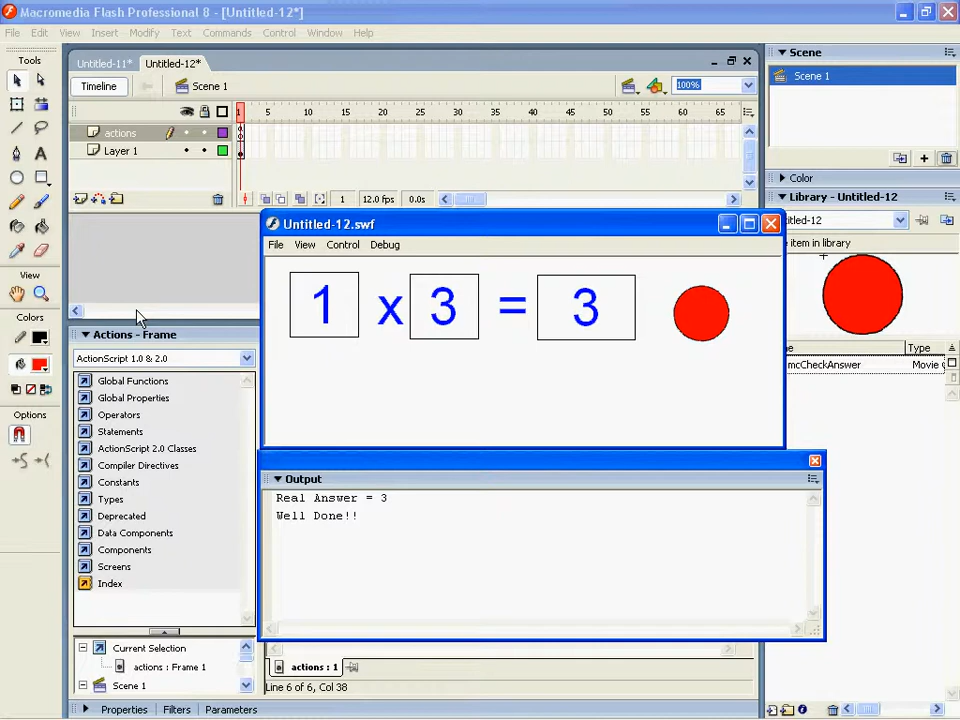 Macromedia Flash Professional 8 - [Untitled-12*]
File Edit View Insert Modify Text Commands Control Window Help
Tools
Untitled-11* Untitled-12*
Scene
Timeline Scene 1 100%
Scene 1
1 5 10 15 20 25 30 35 40 45 50 55 60 65
actions
Layer 1
Color
1 12.0 fps 0.0s
Library - Untitled-12
Untitled-12.swf
File View Control Debug
item in library
View
1 x 3 = 3
Colors
Actions - Frame
ActionScript 1.0 & 2.0
Type
mcCheckAnswer Movie
Global Functions
Global Properties
Options
Operators
Statements
ActionScript 2.0 Classes
Compiler Directives
Constants
Types
Deprecated
Data Components
Components
Screens
Index
Output
Real Answer = 3
Well Done!!
Current Selection
actions : Frame 1
Scene 1
actions : 1
Line 6 of 6, Col 38
Properties Filters Parameters